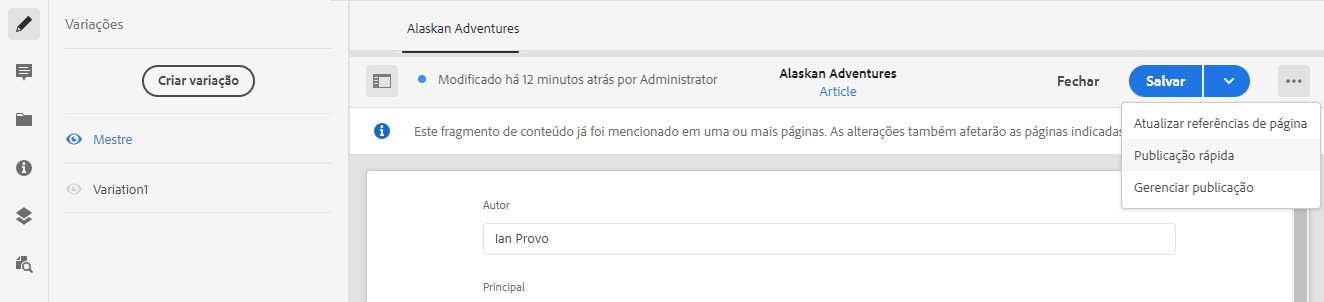 Variações
Criar variação
Mestre
Variation1
Alaskan Adventures
Modificado há 12 minutos atrás por Administrator
Alaskan Adventures
Article
Fechar
Salvar
Este fragmento de conteúdo já foi mencionado em uma ou mais páginas. As alterações também afetarão as páginas indicadas
Atualizar referências de página
Publicação rápida
Gerenciar publicação
Autor
Ian Provo
Principal